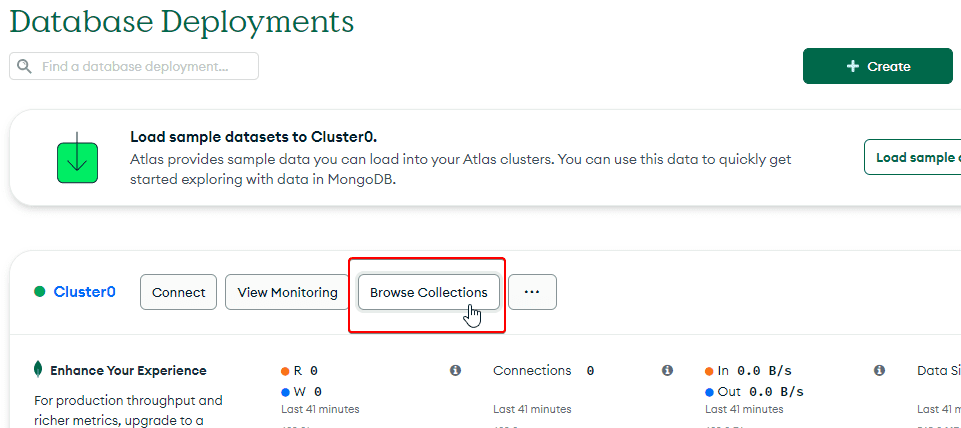 Database Deployments
Find a database deployment...
+ Create
Load sample datasets to Cluster0.
Atlas provides sample data you can load into your Atlas clusters. You can use this data to quickly get
started exploring with data in MongoDB.
Load sample
Cluster0
Connect
View Monitoring
Browse Collections
...
Enhance Your Experience
For production throughput and
richer metrics, upgrade to a
R 0
W 0
Last 41 minutes
Connections 0
Last 41 minutes
In 0.0 B/s
Out 0.0 B/s
Last 41 minutes
Data Si
Last 41